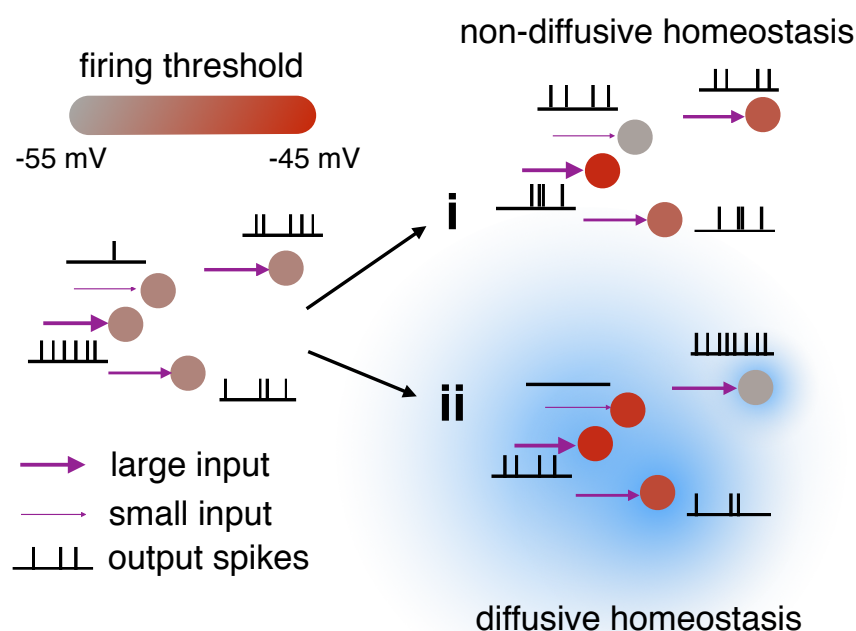 non-diffusive homeostasis
firing threshold
-55 mV
-45 mV
i
ii
large input
small input
output spikes
diffusive homeostasis